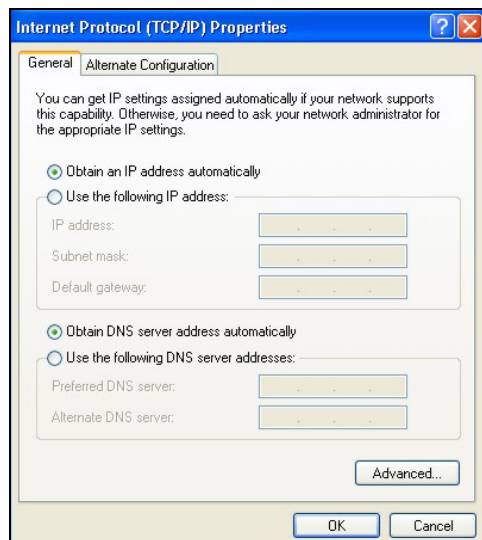 Internet Protocol (TCP/IP) Properties
General
Alternate Configuration
You can get IP settings assigned automatically if your network supports
this capability. Otherwise, you need to ask your network administrator for
the appropriate IP settings.
Obtain an IP address automatically
Use the following IP address:
IP address:
Subnet mask:
Default gateway:
Obtain DNS server address automatically
Use the following DNS server addresses:
Preferred DNS server:
Alternate DNS server:
Advanced...
OK
Cancel